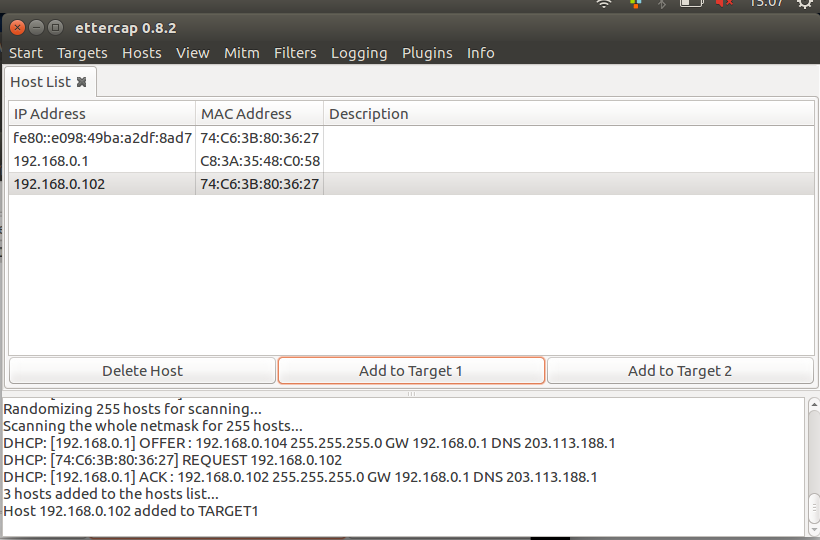 15:07
ettercap 0.8.2
Start Targets Hosts View Mitm Filters Logging Plugins Info
Host List
IP Address MAC Address Description
fe80::e098:49ba:a2df:8ad7 74:C6:3B:80:36:27
192.168.0.1 C8:3A:35:48:C0:58
192.168.0.102 74:C6:3B:80:36:27
Delete Host Add to Target 1 Add to Target 2
Randomizing 255 hosts for scanning...
Scanning the whole netmask for 255 hosts...
DHCP: [192.168.0.1] OFFER : 192.168.0.104 255.255.255.0 GW 192.168.0.1 DNS 203.113.188.1
DHCP: [74:C6:3B:80:36:27] REQUEST 192.168.0.102
DHCP: [192.168.0.1] ACK : 192.168.0.102 255.255.255.0 GW 192.168.0.1 DNS 203.113.188.1
3 hosts added to the hosts list...
Host 192.168.0.102 added to TARGET1